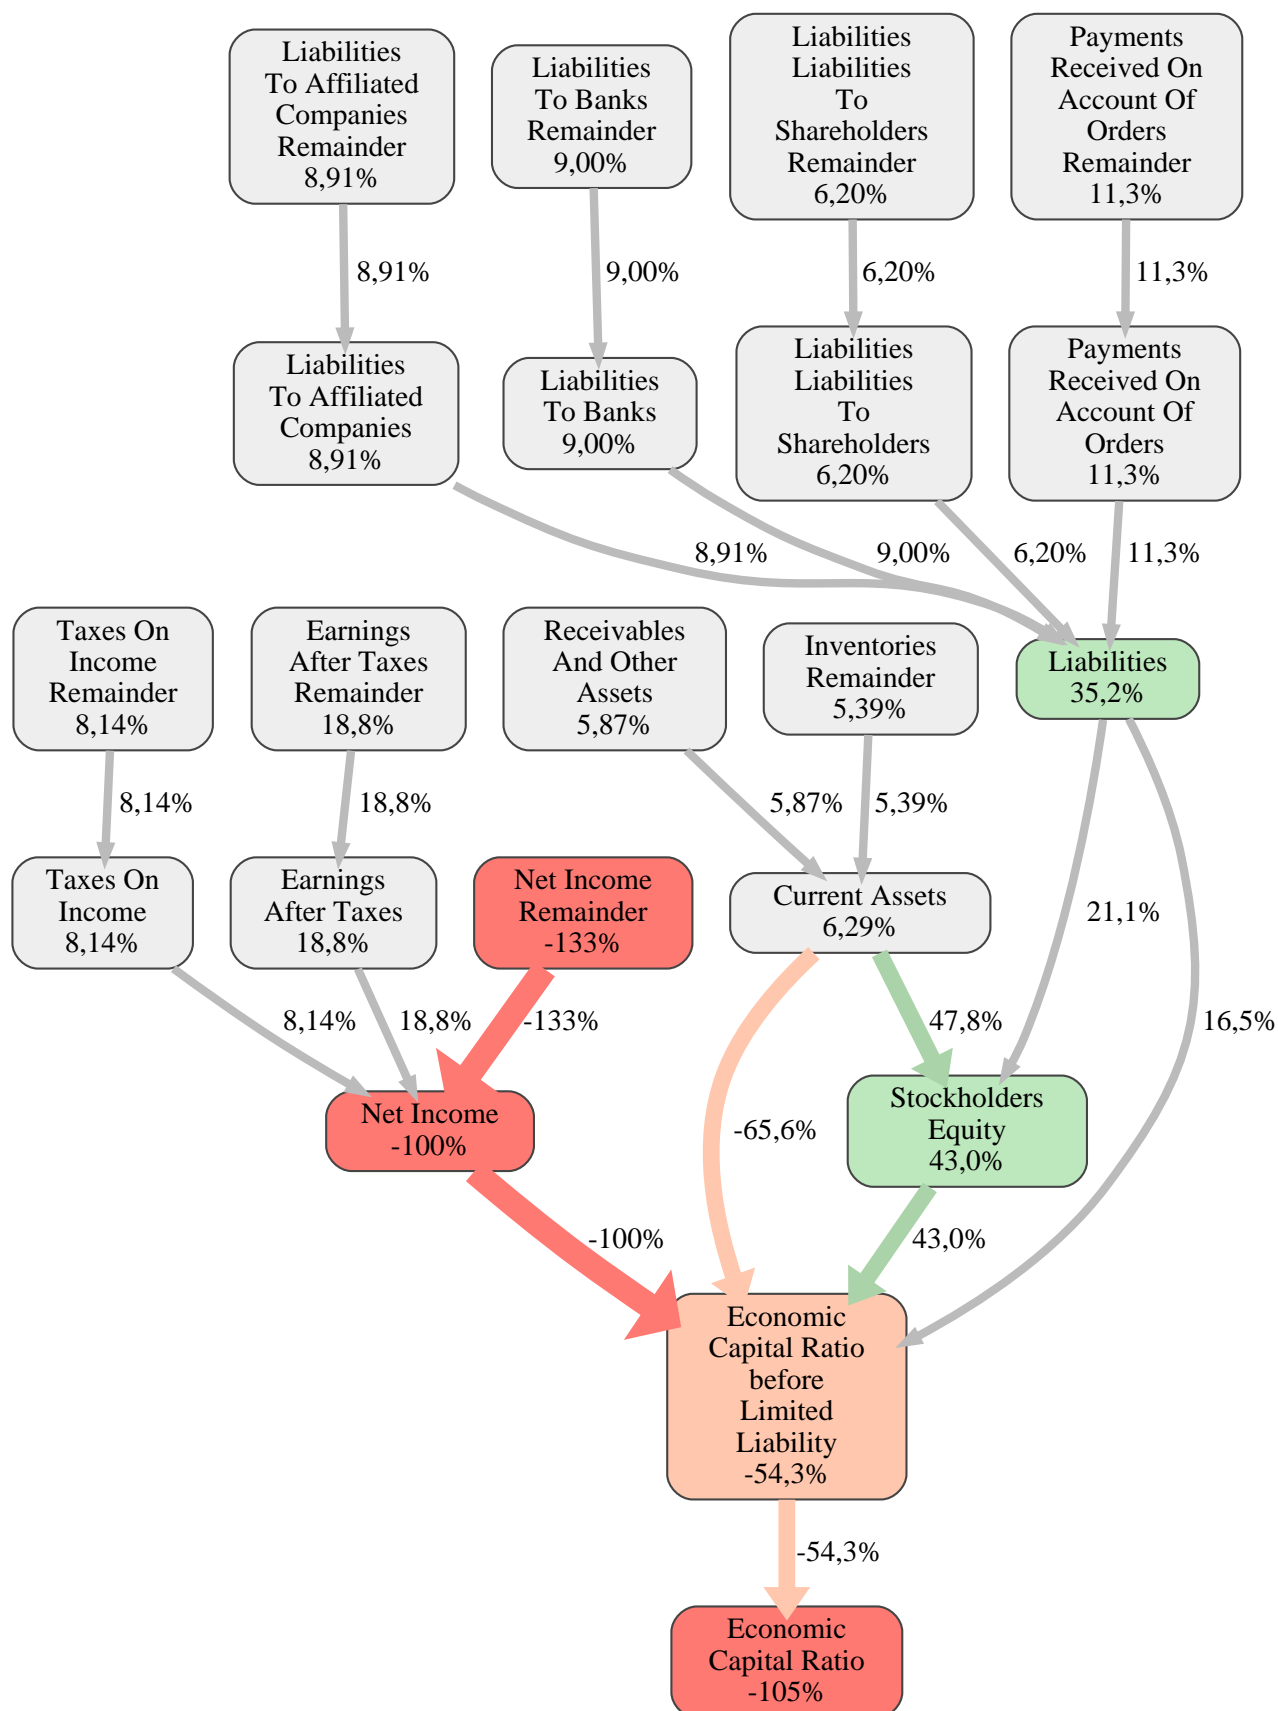 Liabilities
To Affiliated
Companies
Remainder
8,91%
Liabilities
To Banks
Remainder
9,00%
Liabilities
Liabilities
To
Shareholders
Remainder
6,20%
Payments
Received On
Account Of
Orders
Remainder
11,3%
8,91%
9,00%
6,20%
11,3%
Liabilities
To Affiliated
Companies
8,91%
Liabilities
To Banks
9,00%
Liabilities
Liabilities
To
Shareholders
6,20%
Payments
Received On
Account Of
Orders
11,3%
8,91%
9,00%
6,20%
11,3%
Taxes On
Income
Remainder
8,14%
Earnings
After Taxes
Remainder
18,8%
Receivables
And Other
Assets
5,87%
Inventories
Remainder
5,39%
Liabilities
35,2%
8,14%
18,8%
5,87%
5,39%
Taxes On
Income
8,14%
Earnings
After Taxes
18,8%
Net Income
Remainder
-133%
Current Assets
6,29%
21,1%
8,14%
18,8%
-133%
47,8%
16,5%
Net Income
-100%
-65,6%
Stockholders
Equity
43,0%
-100%
43,0%
Economic
Capital Ratio
before
Limited
Liability
-54,3%
-54,3%
Economic
Capital Ratio
-105%